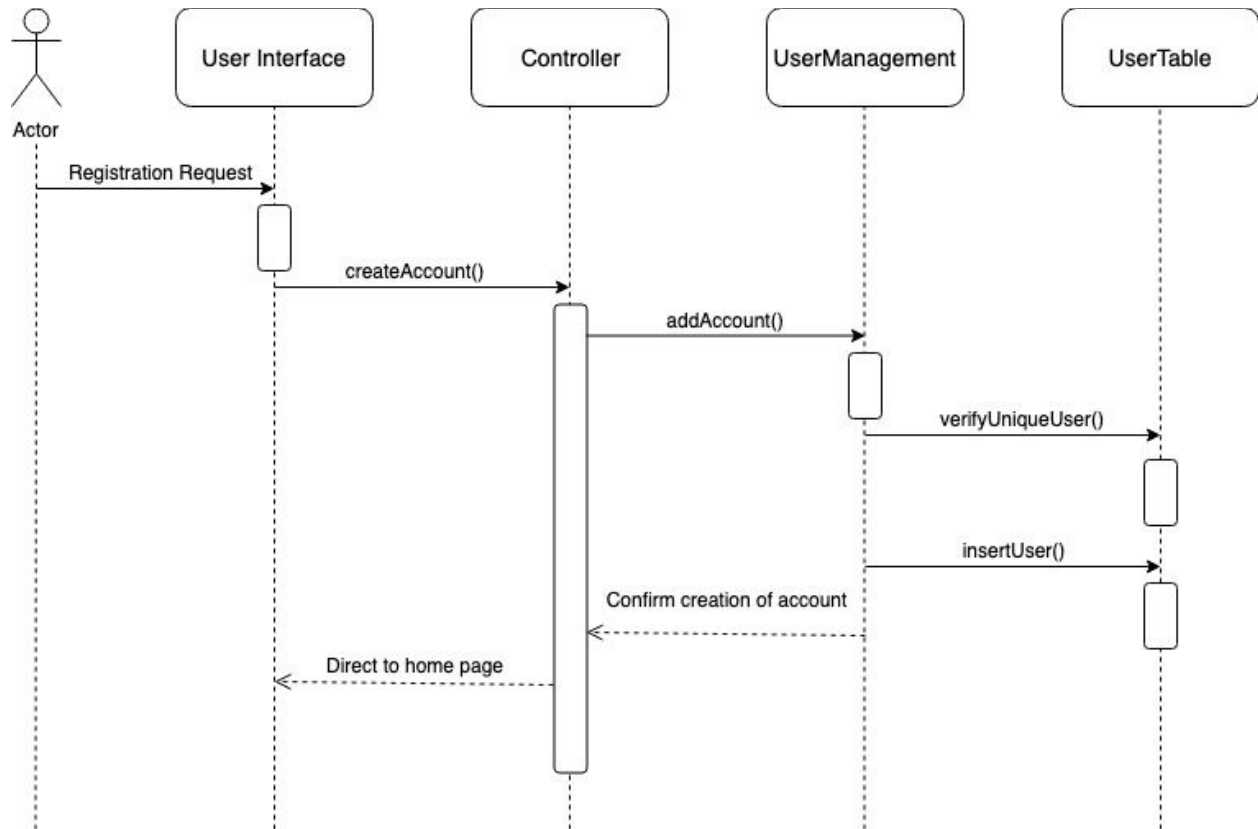 User Interface
Controller
UserManagement
UserTable
Actor
Registration Request
createAccount()
addAccount()
verifyUniqueUser()
insertUser()
Confirm creation of account
Direct to home page